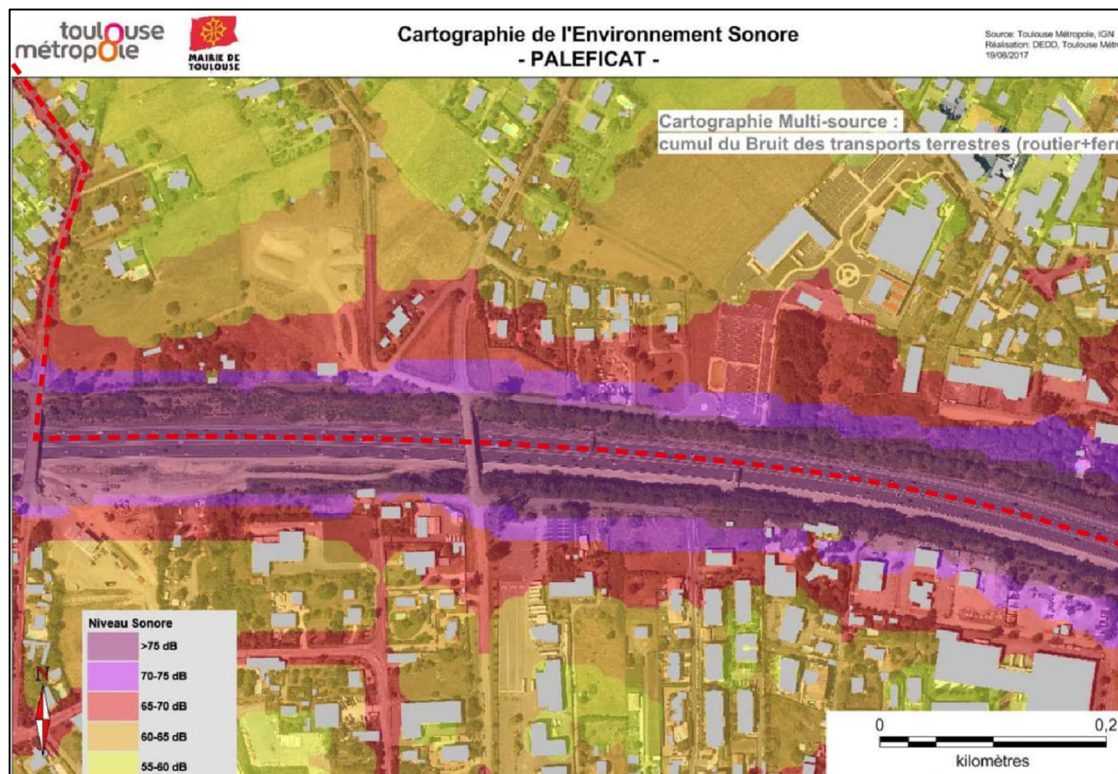 toulouse
métropole
MAIRIE DE
TOULOUSE
Cartographie de l'Environnement Sonore
- PALEFICAT -
Source: Toulouse Métropole, IGN
Réalisation: DEDD, Toulouse Métro
19/06/2017
Cartographie Multi-source :
cumul du Bruit des transports terrestres (routier+ferr
Niveau Sonore
>75 dB
70-75 dB
65-70 dB
60-65 dB
55-60 dB
N
0 0,2
kilomètres